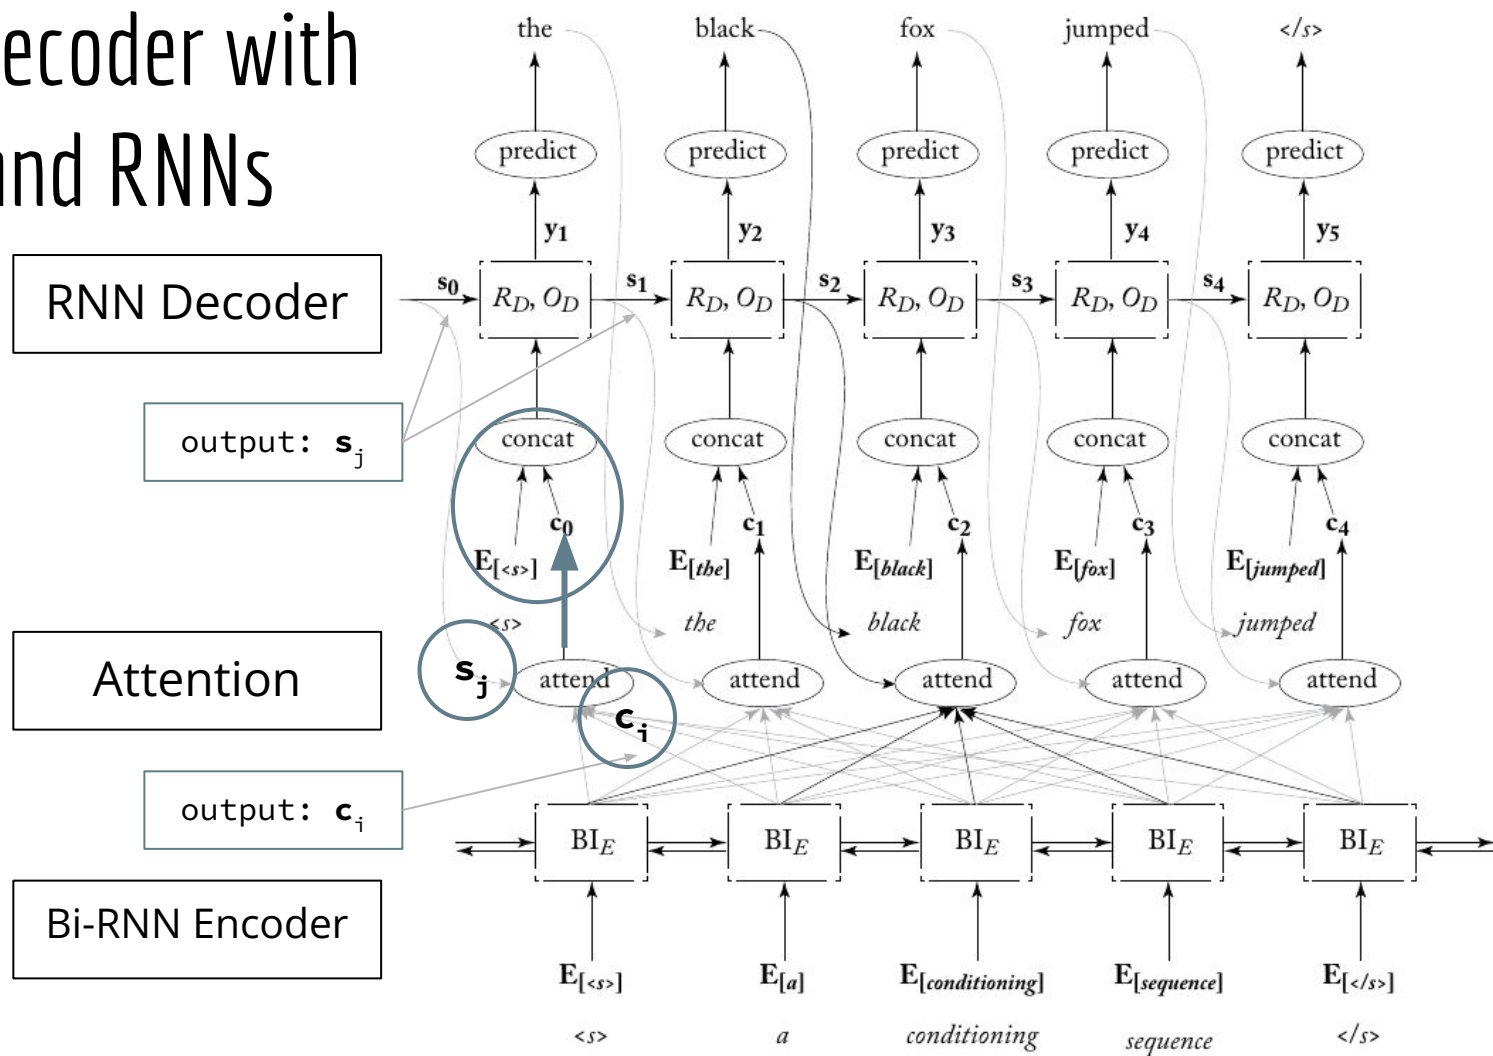 ecoder with
and RNNs
the black fox jumped </s>
predict predict predict predict predict
y1 y2 y3 y4 y5
RNN Decoder
s0 s1 s2 s3 s4
RD, OD RD, OD RD, OD RD, OD RD, OD
output: sj
concat concat concat concat concat
c0 c1 c2 c3 c4
E[<s>] E[the] E[black] E[fox] E[jumped]
<s> the black fox jumped
Attention
sj
attend attend attend attend attend
ci
output: ci
BIE BIE BIE BIE BIE
Bi-RNN Encoder
E[<s>] E[a] E[conditioning] E[sequence] E[</s>]
<s> a conditioning sequence </s>